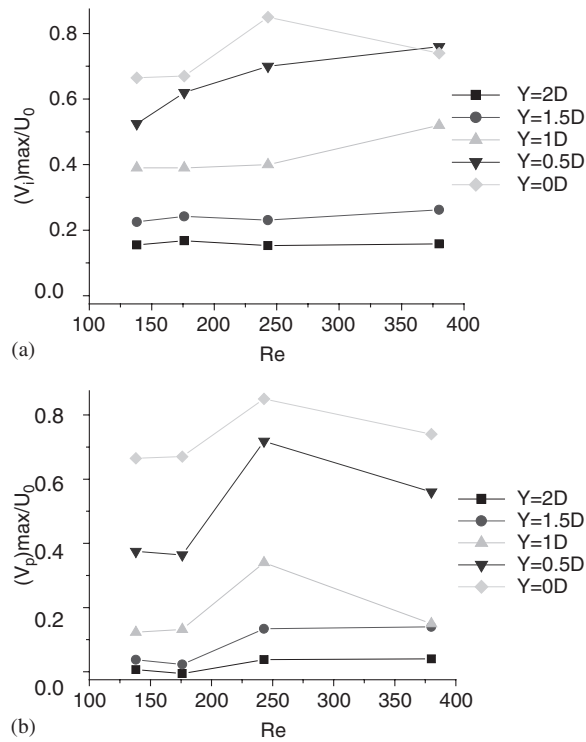 (V_i)max/U_0
0.8
0.6
0.4
0.2
0.0
100 150 200 250 300 350 400
Re
Y=2D
Y=1.5D
Y=1D
Y=0.5D
Y=0D
(a)
(V_p)max/U_0
0.8
0.6
0.4
0.2
0.0
100 150 200 250 300 350 400
Re
Y=2D
Y=1.5D
Y=1D
Y=0.5D
Y=0D
(b)